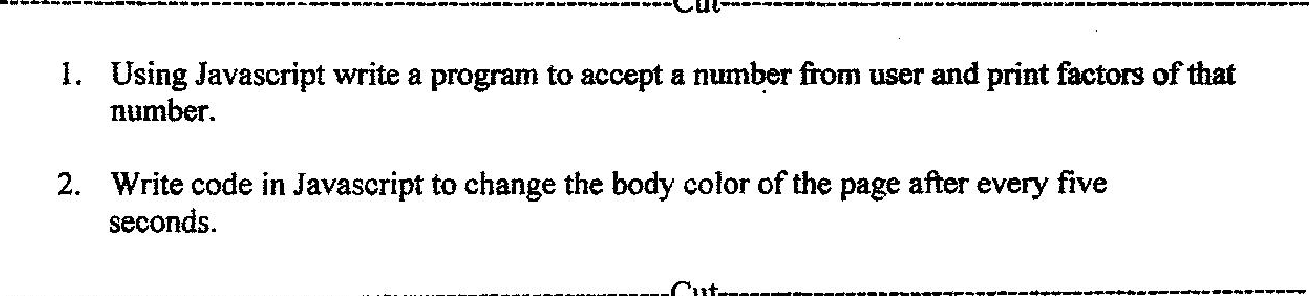 Cut
1. Using Javascript write a program to accept a number from user and print factors of that
number.
2. Write code in Javascript to change the body color of the page after every five
seconds.
Cut